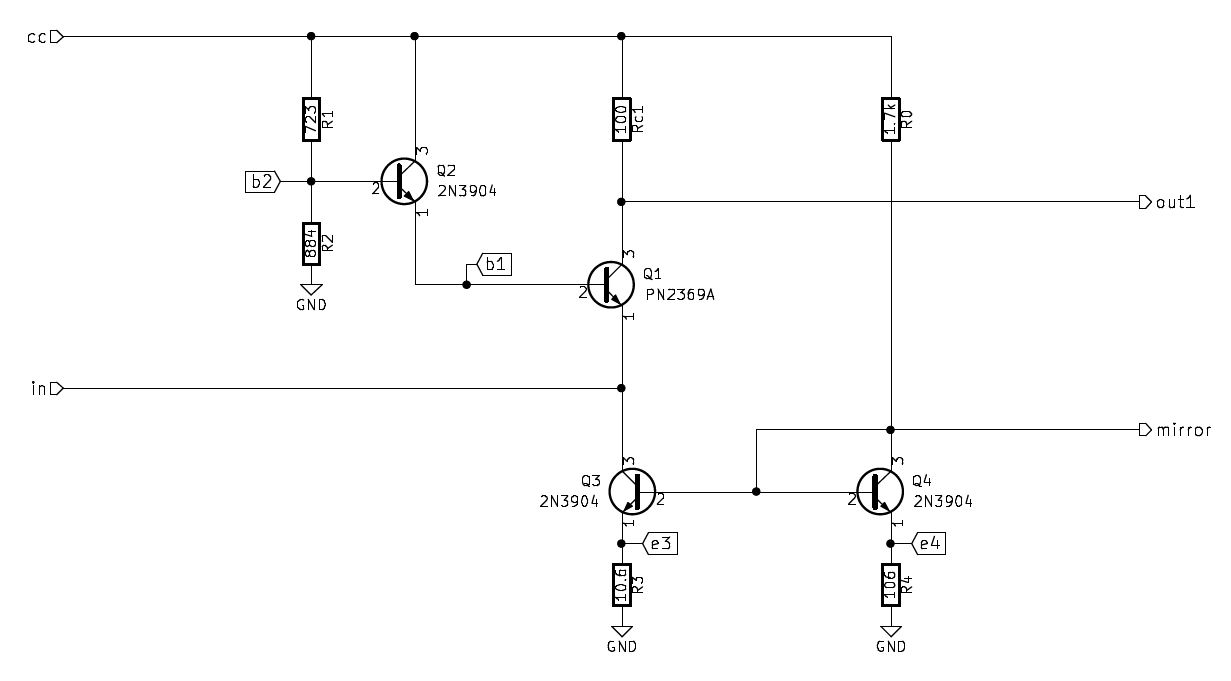 cc
723
R1
100
Rc1
1.7k
R0
b2
2
3
Q2
2N3904
1
out1
884
R2
GND
b1
2
3
Q1
PN2369A
1
in
mirror
Q3
2N3904
3
2
1
2
3
Q4
2N3904
1
e3
e4
10.6
R3
106
R4
GND
GND